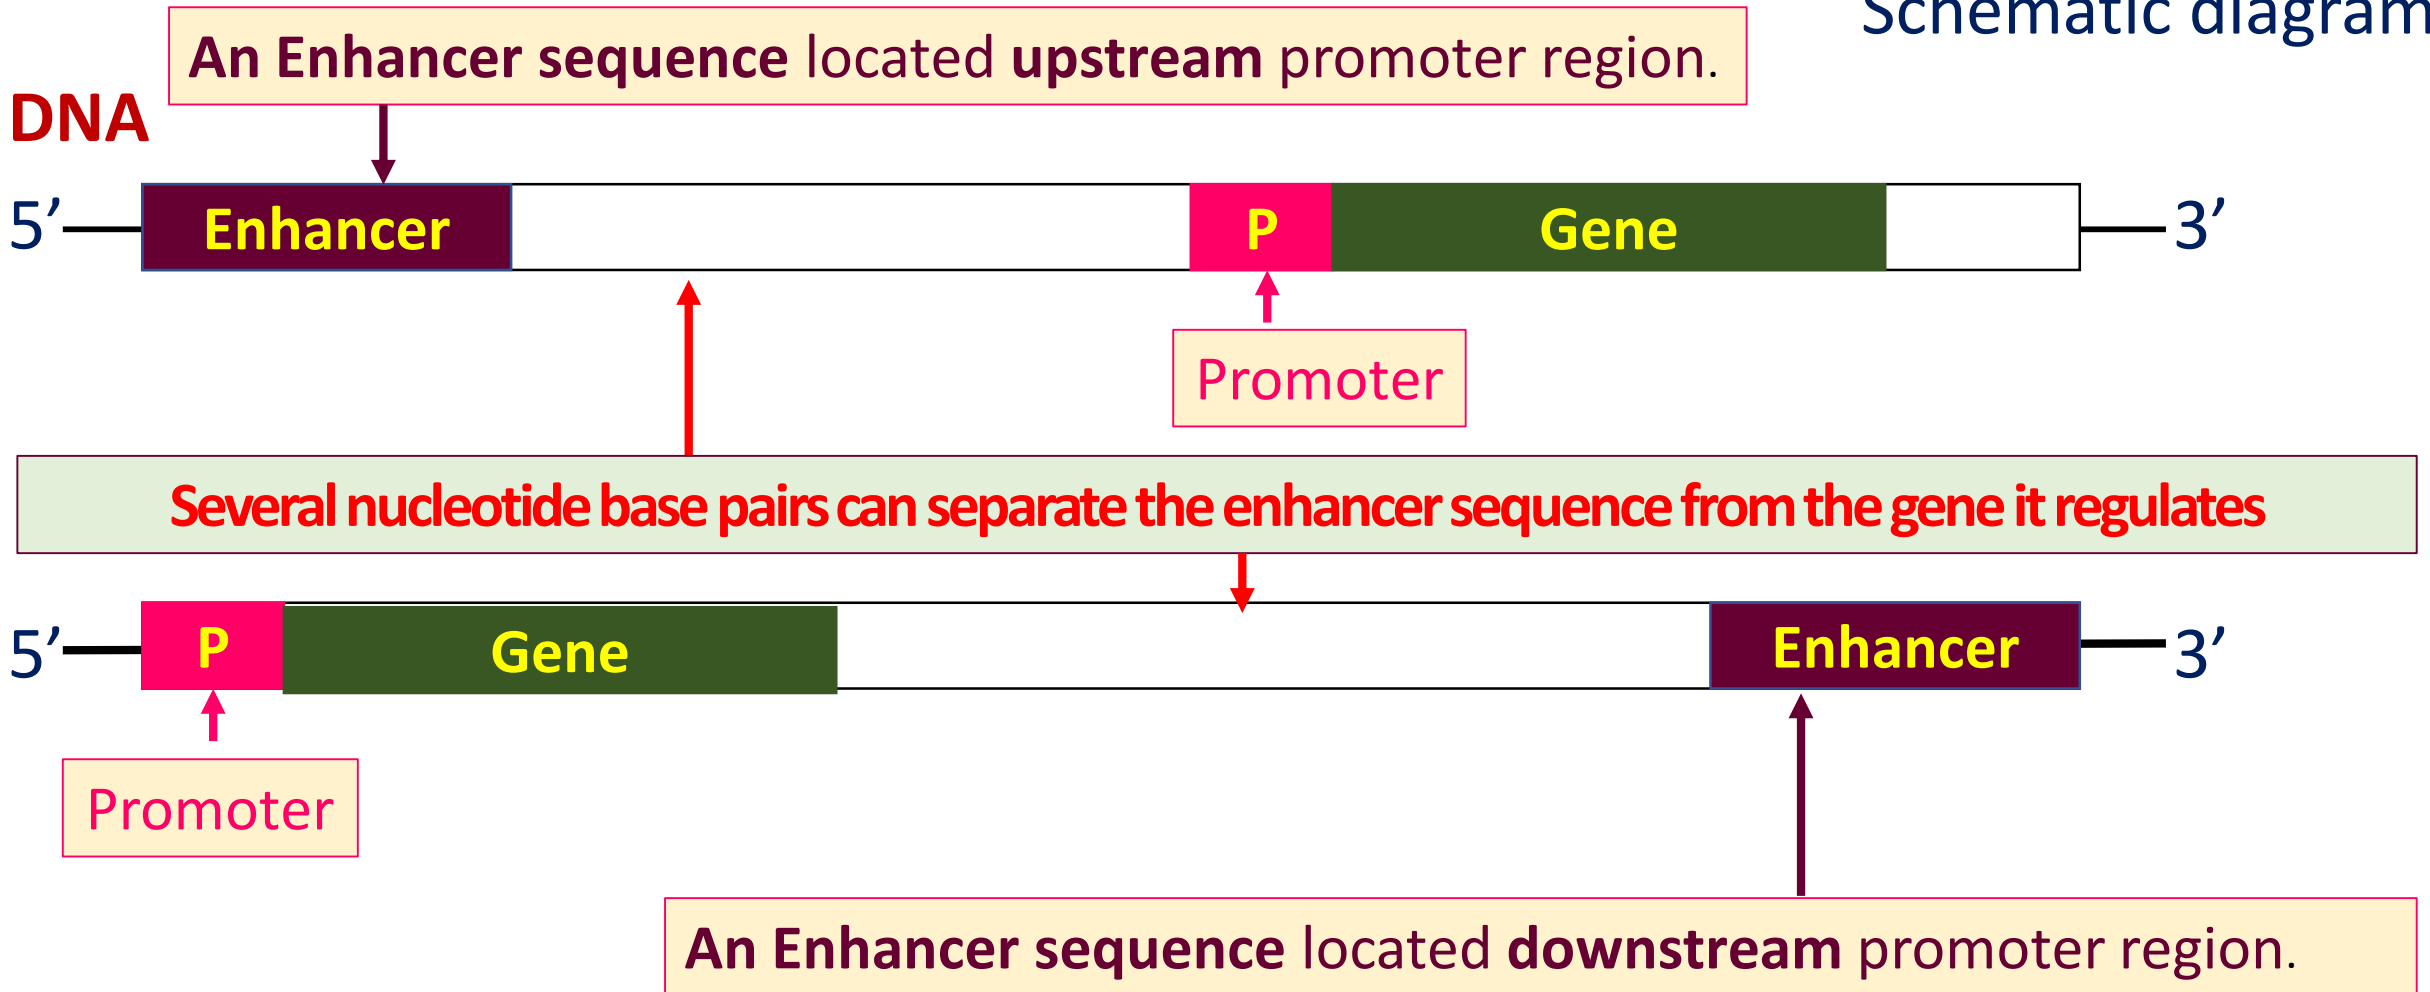 Schematic diagram
An Enhancer sequence located upstream promoter region.
DNA
5’ Enhancer P Gene 3’
Promoter
Several nucleotide base pairs can separate the enhancer sequence from the gene it regulates
5’ P Gene Enhancer 3’
Promoter
An Enhancer sequence located downstream promoter region.